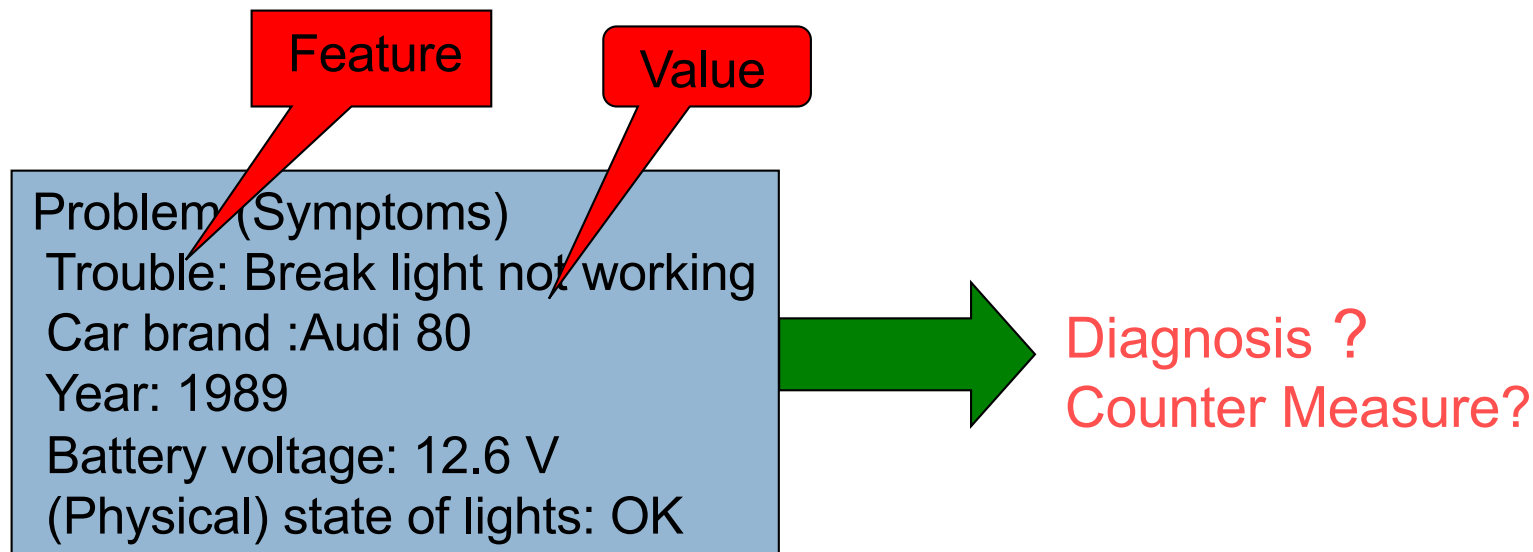 Feature
Value
Problem (Symptoms)
Trouble: Break light not working
Car brand :Audi 80
Year: 1989
Battery voltage: 12.6 V
(Physical) state of lights: OK
Diagnosis ?
Counter Measure?